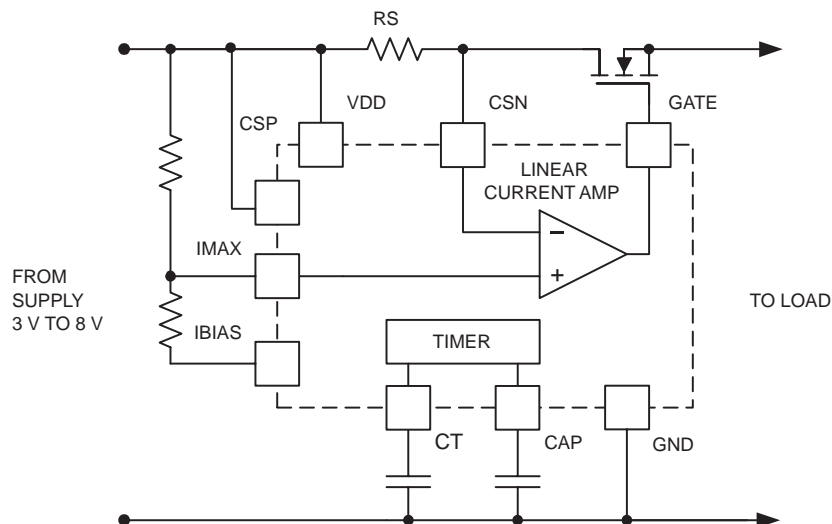 RS
VDD
CSN
GATE
CSP
LINEAR
CURRENT AMP
IMAX
FROM
SUPPLY
3 V TO 8 V
TO LOAD
IBIAS
TIMER
CT
CAP
GND